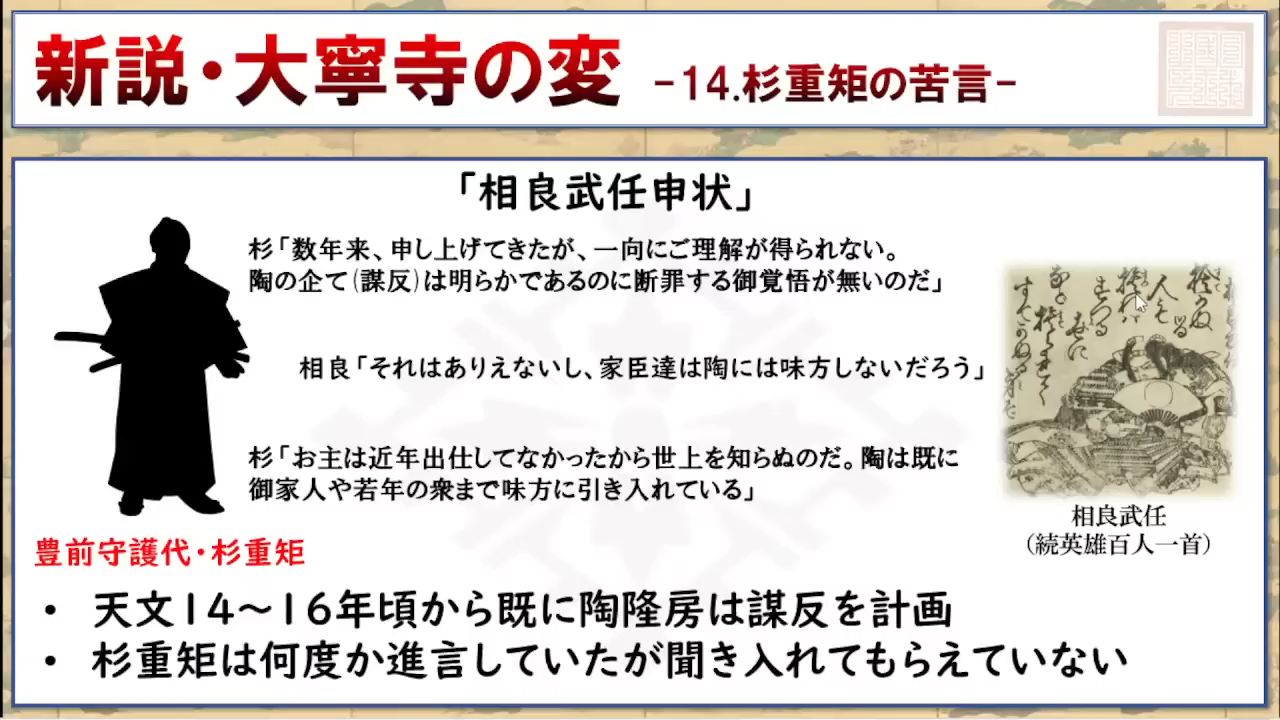 新説・大寧寺の変 -14.杉重矩の苦言-
「相良武任申状」
杉「数年来、申し上げてきたが、一向にご理解が得られない。
陶の企て(謀反)は明らかであるのに断罪する御覚悟が無いのだ」
相良「それはありえないし、家臣達は陶には味方しないだろう」
杉「お主は近年出仕してなかったから世上を知らぬのだ。陶は既に
御家人や若年の衆まで味方に引き入れている」
相良武任
(続英雄百人一首)
豊前守護代・杉重矩
• 天文14~16年頃から既に陶隆房は謀反を計画
• 杉重矩は何度か進言していたが聞き入れてもらえていない